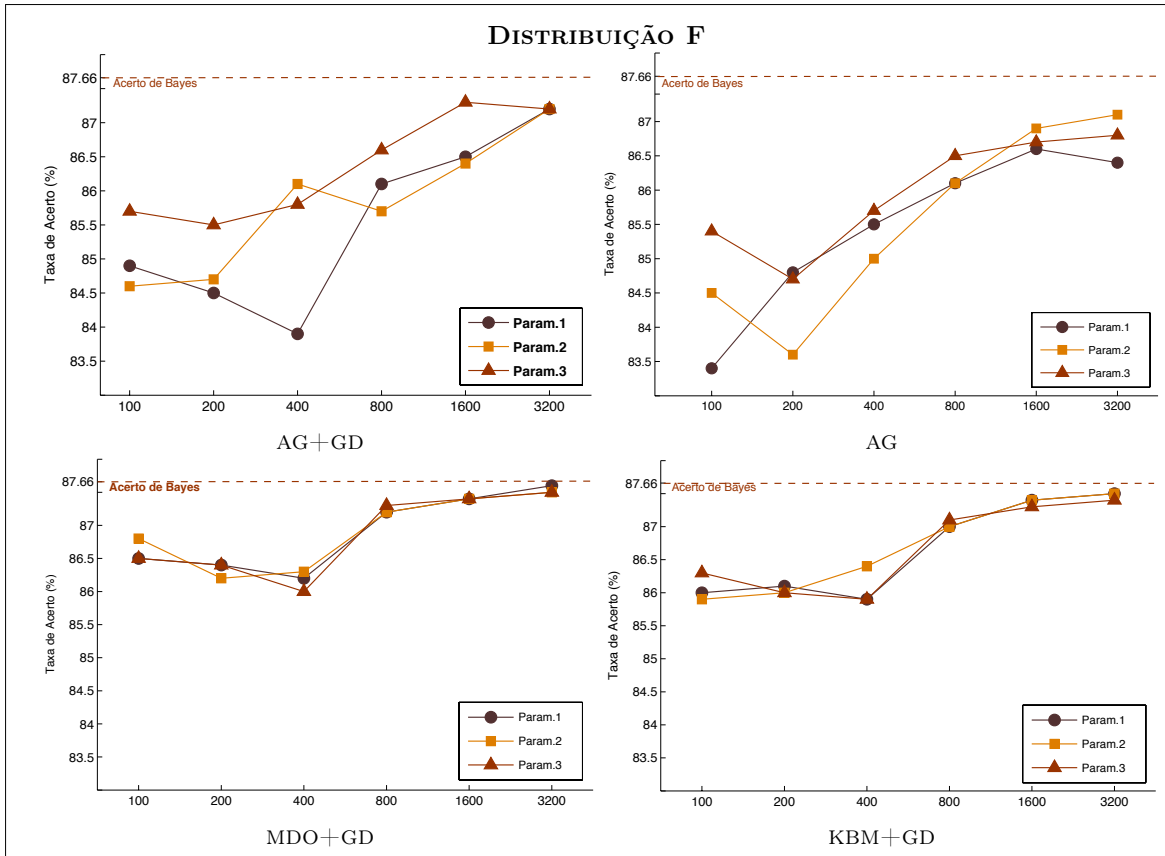 DISTRIBUIÇÃO F
87.66
87
86.5
86
85.5
85
84.5
84
83.5
Taxa de Acerto (%)
Acerto de Bayes
Param.1
Param.2
Param.3
100 200 400 800 1600 3200
AG+GD
87.66
87
86.5
86
85.5
85
84.5
84
83.5
Taxa de Acerto (%)
Acerto de Bayes
Param.1
Param.2
Param.3
100 200 400 800 1600 3200
AG
87.66
87
86.5
86
85.5
85
84.5
84
83.5
Taxa de Acerto (%)
Acerto de Bayes
Param.1
Param.2
Param.3
100 200 400 800 1600 3200
MDO+GD
87.66
87
86.5
86
85.5
85
84.5
84
83.5
Taxa de Acerto (%)
Acerto de Bayes
Param.1
Param.2
Param.3
100 200 400 800 1600 3200
KBM+GD